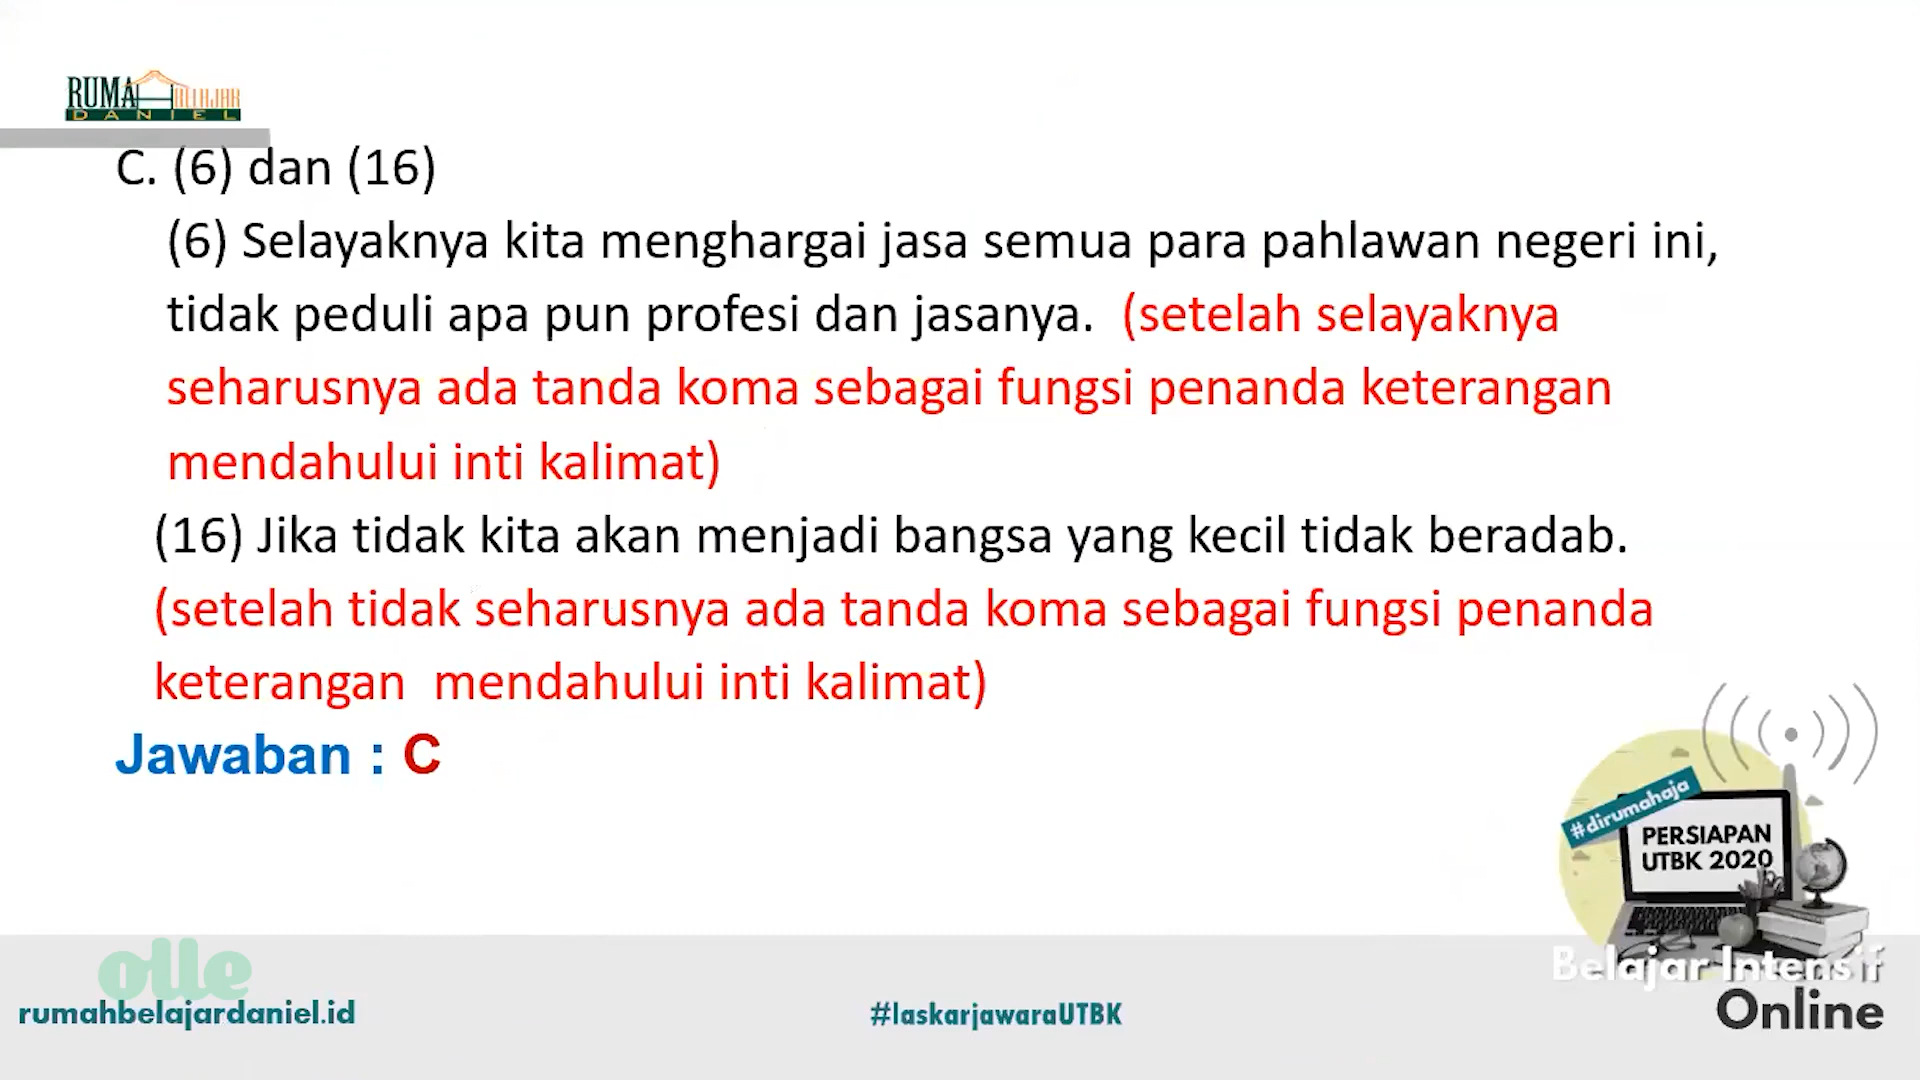 RUMAH BELAJAR
DANIEL
C. (6) dan (16)
(6) Selayaknya kita menghargai jasa semua para pahlawan negeri ini,
tidak peduli apa pun profesi dan jasanya. (setelah selayaknya
seharusnya ada tanda koma sebagai fungsi penanda keterangan
mendahului inti kalimat)
(16) Jika tidak kita akan menjadi bangsa yang kecil tidak beradab.
(setelah tidak seharusnya ada tanda koma sebagai fungsi penanda
keterangan mendahului inti kalimat)
Jawaban : C
#dirumahaja
PERSIAPAN
UTBK 2020
olle
Belajar Intensif
Online
rumahbelajardaniel.id
#laskarjawaraUTBK